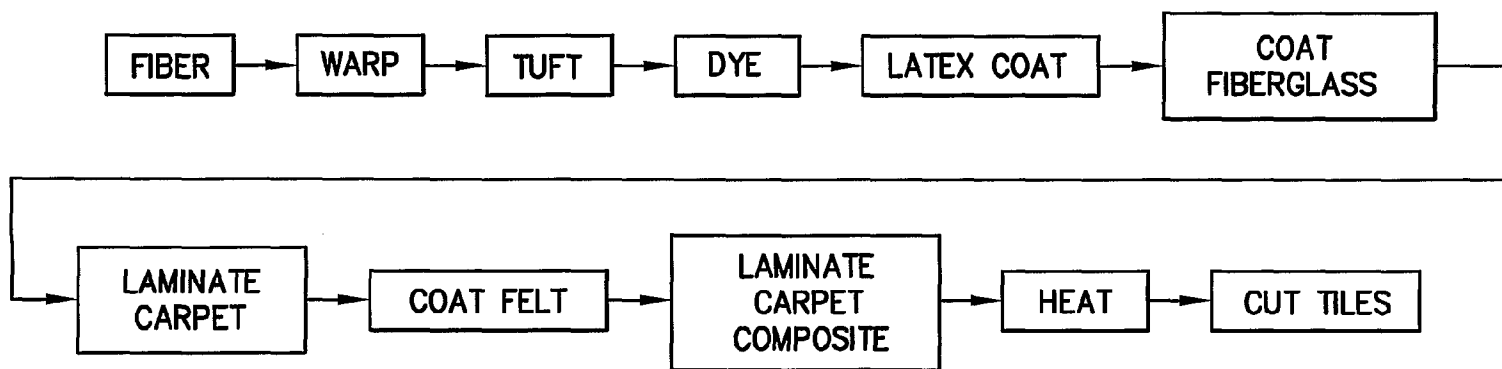 FIBER
WARP
TUFT
DYE
LATEX COAT
COAT
FIBERGLASS
LAMINATE
CARPET
COAT FELT
LAMINATE
CARPET
COMPOSITE
HEAT
CUT TILES